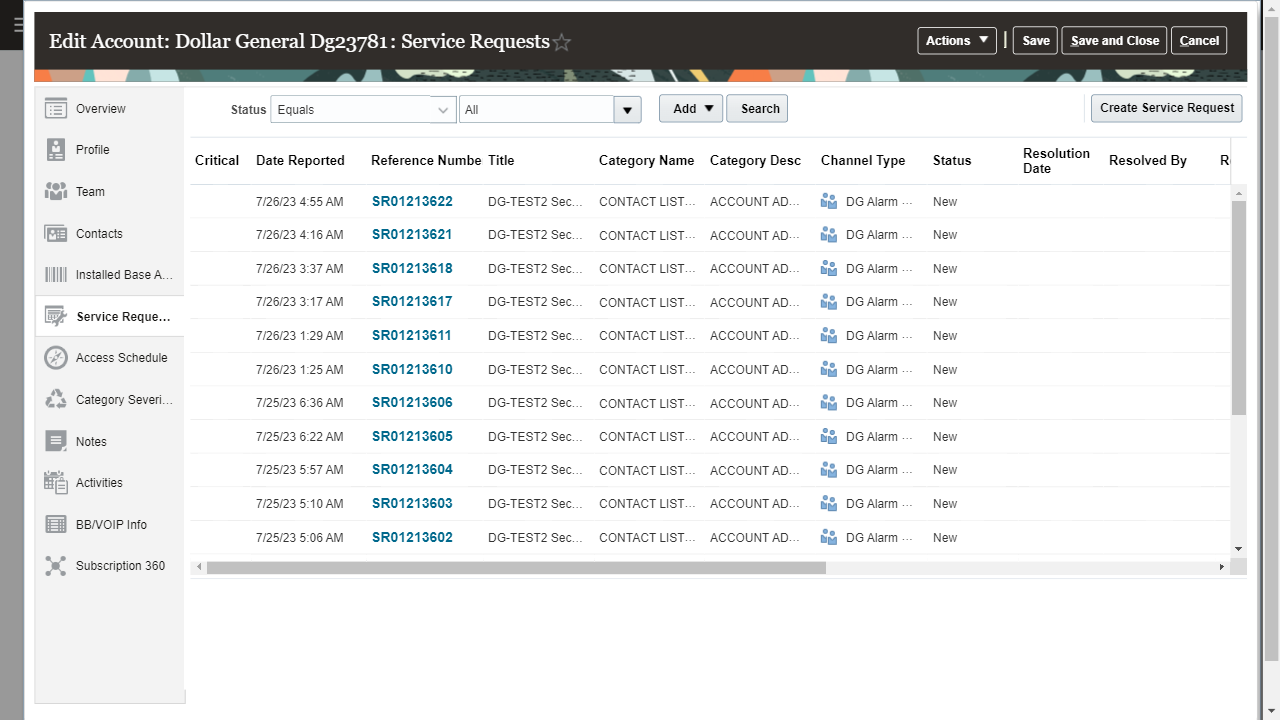 Edit Account: Dollar General Dg23781: Service Requests
Actions
Save
Save and Close
Cancel
Overview
Profile
Team
Contacts
Installed Base A...
Service Reque...
Access Schedule
Category Severi...
Notes
Activities
BB/VOIP Info
Subscription 360
Status Equals All Add Search Create Service Request
Critical Date Reported Reference Numbe Title Category Name Category Desc Channel Type Status Resolution Date Resolved By R
7/26/23 4:55 AM SR01213622 DG-TEST2 Sec... CONTACT LIST... ACCOUNT AD... DG Alarm ... New
7/26/23 4:16 AM SR01213621 DG-TEST2 Sec... CONTACT LIST... ACCOUNT AD... DG Alarm ... New
7/26/23 3:37 AM SR01213618 DG-TEST2 Sec... CONTACT LIST... ACCOUNT AD... DG Alarm ... New
7/26/23 3:17 AM SR01213617 DG-TEST2 Sec... CONTACT LIST... ACCOUNT AD... DG Alarm ... New
7/26/23 1:29 AM SR01213611 DG-TEST2 Sec... CONTACT LIST... ACCOUNT AD... DG Alarm ... New
7/26/23 1:25 AM SR01213610 DG-TEST2 Sec... CONTACT LIST... ACCOUNT AD... DG Alarm ... New
7/25/23 6:36 AM SR01213606 DG-TEST2 Sec... CONTACT LIST... ACCOUNT AD... DG Alarm ... New
7/25/23 6:22 AM SR01213605 DG-TEST2 Sec... CONTACT LIST... ACCOUNT AD... DG Alarm ... New
7/25/23 5:57 AM SR01213604 DG-TEST2 Sec... CONTACT LIST... ACCOUNT AD... DG Alarm ... New
7/25/23 5:10 AM SR01213603 DG-TEST2 Sec... CONTACT LIST... ACCOUNT AD... DG Alarm ... New
7/25/23 5:06 AM SR01213602 DG-TEST2 Sec... CONTACT LIST... ACCOUNT AD... DG Alarm ... New